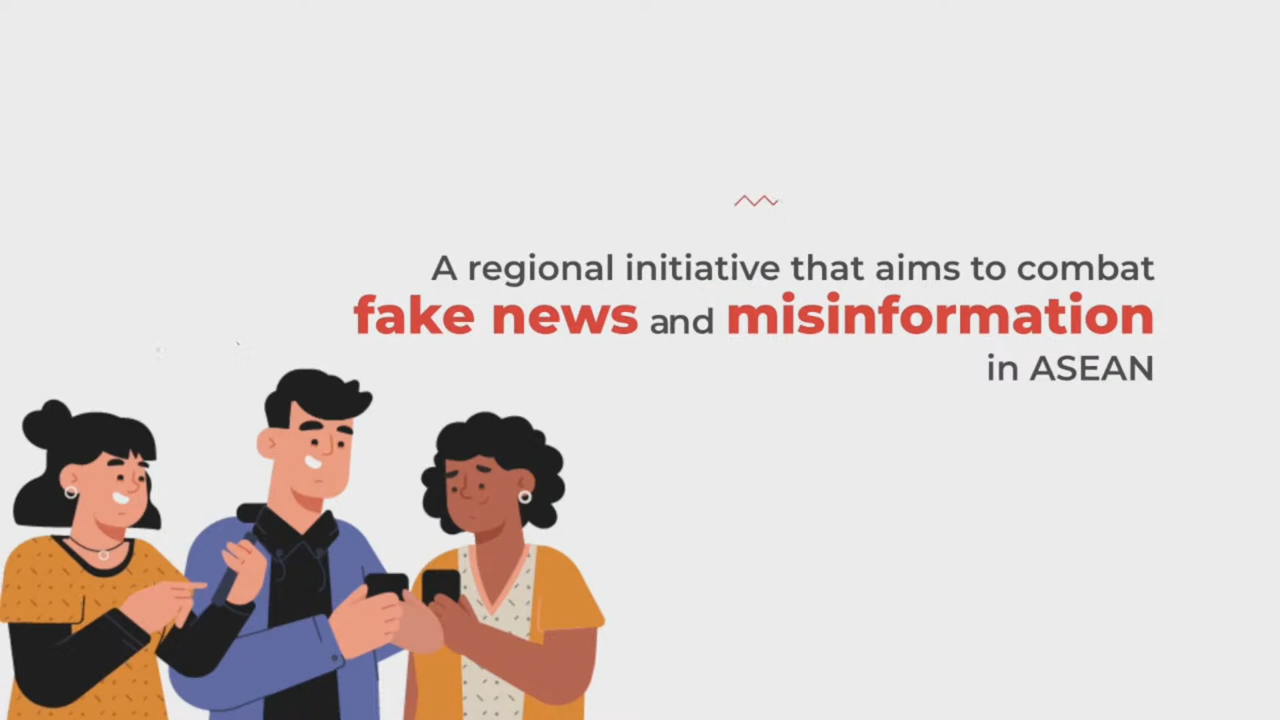 A regional initiative that aims to combat
fake news and misinformation
in ASEAN